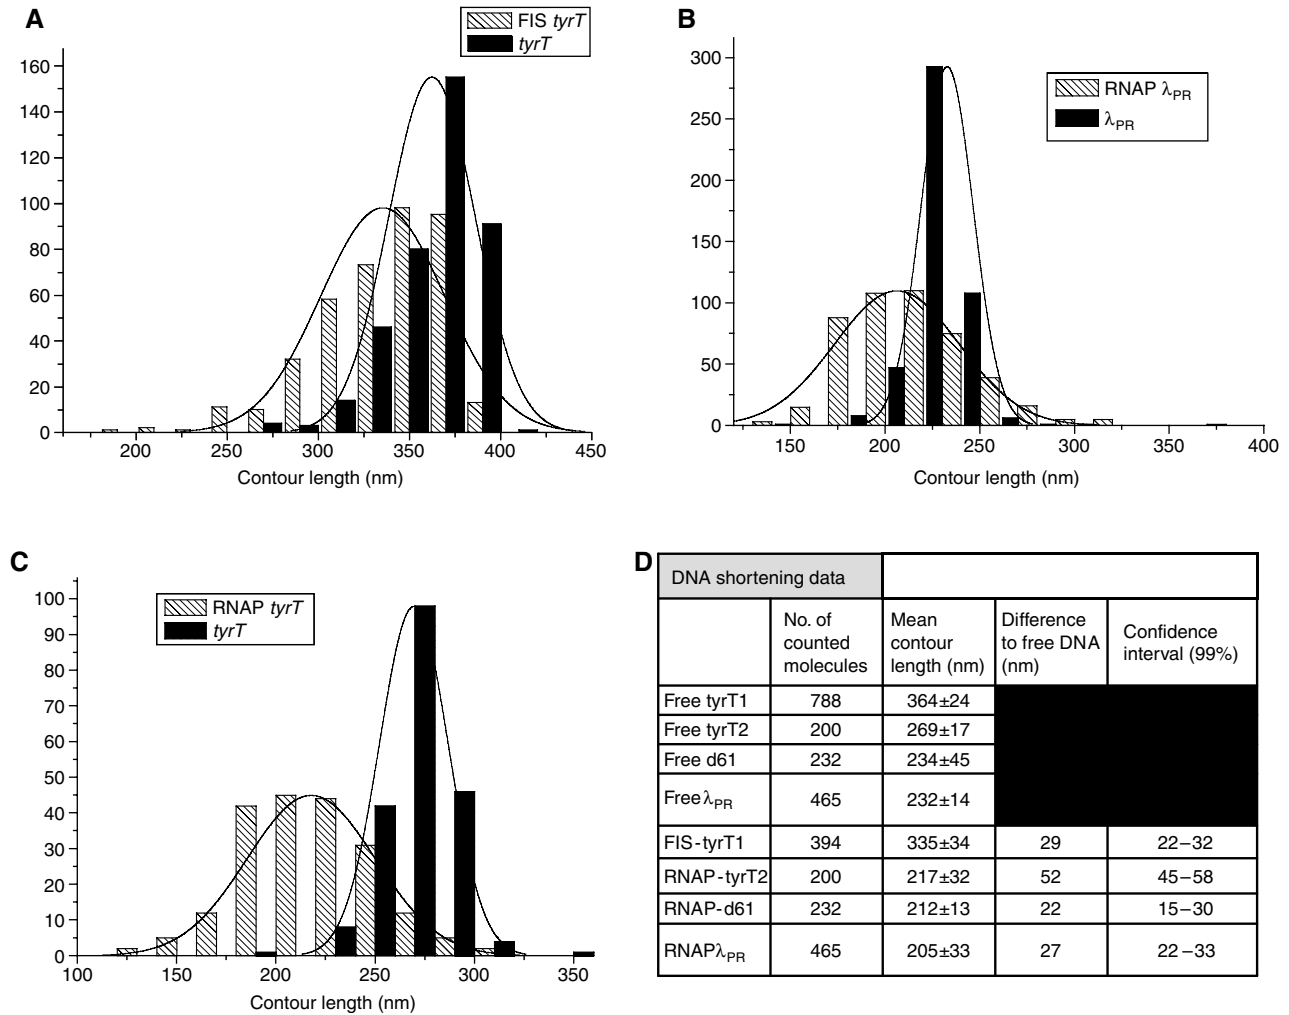 A
FIS tyrT
tyrT
160
140
120
100
80
60
40
20
0
200 250 300 350 400 450
Contour length (nm)
B
RNAP λPR
λPR
300
250
200
150
100
50
0
150 200 250 300 350 400
Contour length (nm)
C
RNAP tyrT
tyrT
100
90
80
70
60
50
40
30
20
10
0
100 150 200 250 300 350
Contour length (nm)
D
DNA shortening data
No. of counted molecules
Mean contour length (nm)
Difference to free DNA (nm)
Confidence interval (99%)
Free tyrT1 788 364±24
Free tyrT2 200 269±17
Free d61 232 234±45
Free λPR 465 232±14
FIS-tyrT1 394 335±34 29 22–32
RNAP-tyrT2 200 217±32 52 45–58
RNAP-d61 232 212±13 22 15–30
RNAPλPR 465 205±33 27 22–33